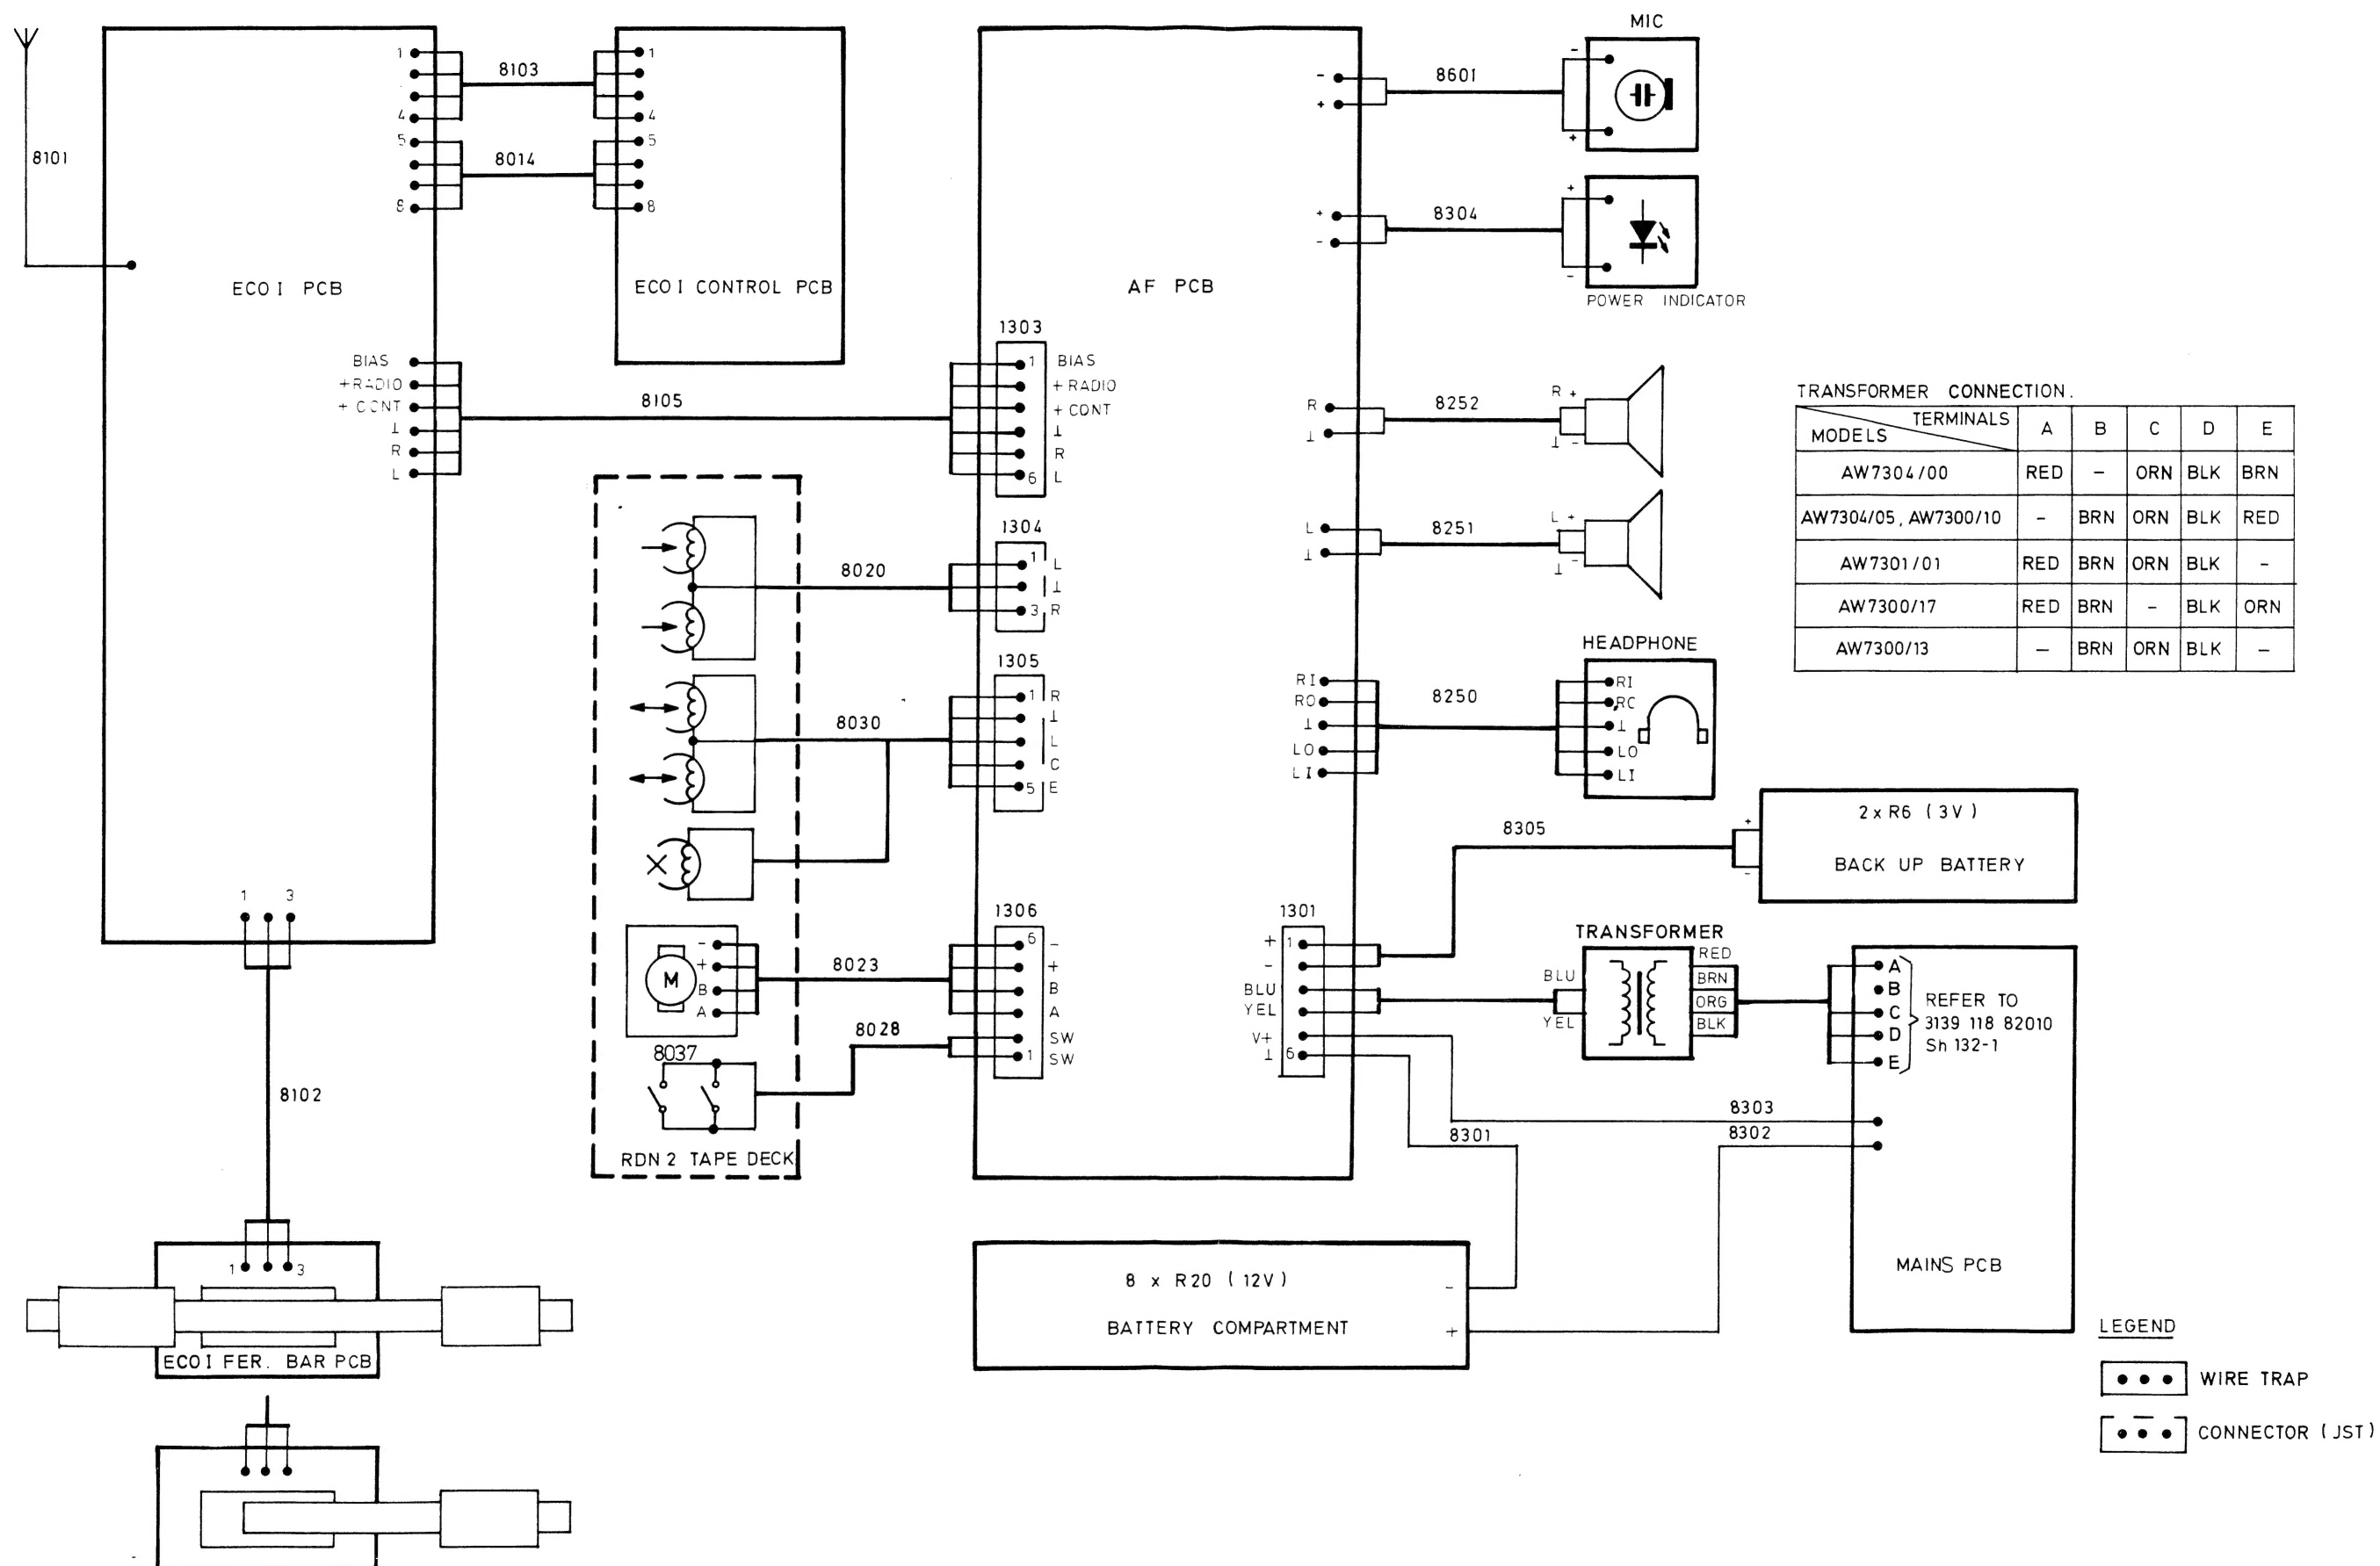 8101
1
4
5
8
8103
8014
1
4
5
8
ECO I PCB
ECO I CONTROL PCB
BIAS
+RADIO
+ CONT
⊥
R
L
8105
1 3
8102
1 3
ECO I FER. BAR PCB
8020
8030
M
-
+
B
A
8023
8037
8028
RDN 2 TAPE DECK
AF PCB
1303
1 BIAS
+ RADIO
+ CONT
⊥
R
6 L
1304
1 L
⊥
3 R
1305
1 R
⊥
L
C
5 E
1306
6 -
+
B
A
SW
1 SW
-
+
8601
MIC
-
+
+
-
8304
+
-
POWER INDICATOR
R
⊥
8252
R +
⊥ -
L
⊥
8251
L +
⊥ -
RI
RO
⊥
LO
LI
8250
HEADPHONE
RI
RC
⊥
LO
LI
1301
+ 1
-
BLU
YEL
V+
⊥ 6
8305
+
-
2 x R6 ( 3V )
BACK UP BATTERY
TRANSFORMER
BLU
YEL
RED
BRN
ORG
BLK
A
B
C
D
E
REFER TO
3139 118 82010
Sh 132-1
8303
8302
8301
MAINS PCB
8 x R20 ( 12V )
BATTERY COMPARTMENT
-
+
TRANSFORMER CONNECTION.
TERMINALS
MODELS
A B C D E
AW7304/00 RED - ORN BLK BRN
AW7304/05, AW7300/10 - BRN ORN BLK RED
AW7301/01 RED BRN ORN BLK -
AW7300/17 RED BRN - BLK ORN
AW7300/13 - BRN ORN BLK -
LEGEND
WIRE TRAP
CONNECTOR ( JST )